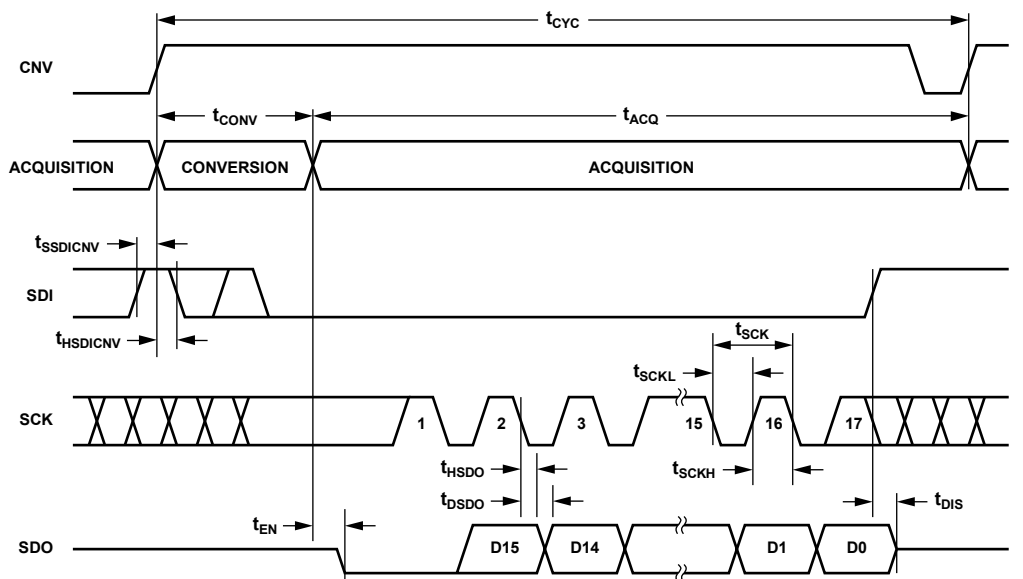 tCYC
CNV
tCONV
tACQ
ACQUISITION
CONVERSION
ACQUISITION
tSSDICNV
SDI
tHSDICNV
tSCK
tSCKL
SCK
1
2
3
15
16
17
tHSDO
tSCKH
tDSDO
tDIS
tEN
SDO
D15
D14
D1
D0